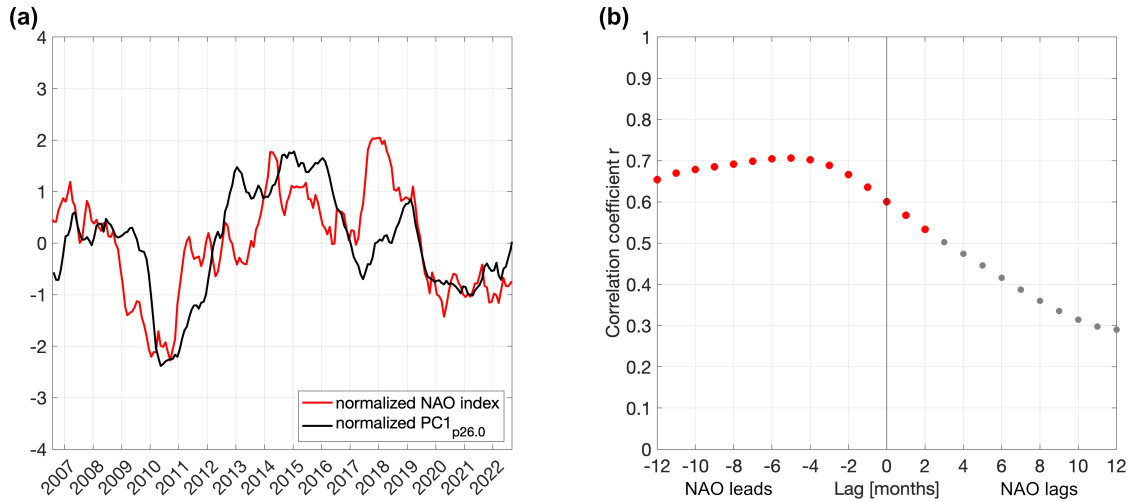 (a)
4
3
2
1
0
-1
-2
-3
-4
normalized NAO index
normalized PC1p26.0
2007 2008 2009 2010 2011 2012 2013 2014 2015 2016 2017 2018 2019 2020 2021 2022
(b)
Correlation coefficient r
1
0.9
0.8
0.7
0.6
0.5
0.4
0.3
0.2
0.1
0
-12 -10 -8 -6 -4 -2 0 2 4 6 8 10 12
NAO leads Lag [months] NAO lags